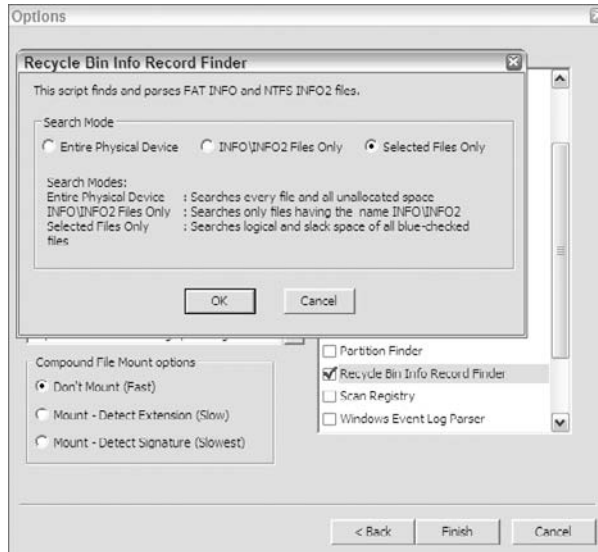 Options
Recycle Bin Info Record Finder
This script finds and parses FAT INFO and NTFS INFO2 files.
Search Mode
Entire Physical Device
INFO\INFO2 Files Only
Selected Files Only
Search Modes:
Entire Physical Device : Searches every file and all unallocated space
INFO\INFO2 Files Only : Searches only files having the name INFO\INFO2
Selected Files Only : Searches logical and slack space of all blue-checked
files
OK
Cancel
Compound File Mount options
Don't Mount (Fast)
Mount - Detect Extension (Slow)
Mount - Detect Signature (Slowest)
Partition Finder
Recycle Bin Info Record Finder
Scan Registry
Windows Event Log Parser
< Back
Finish
Cancel